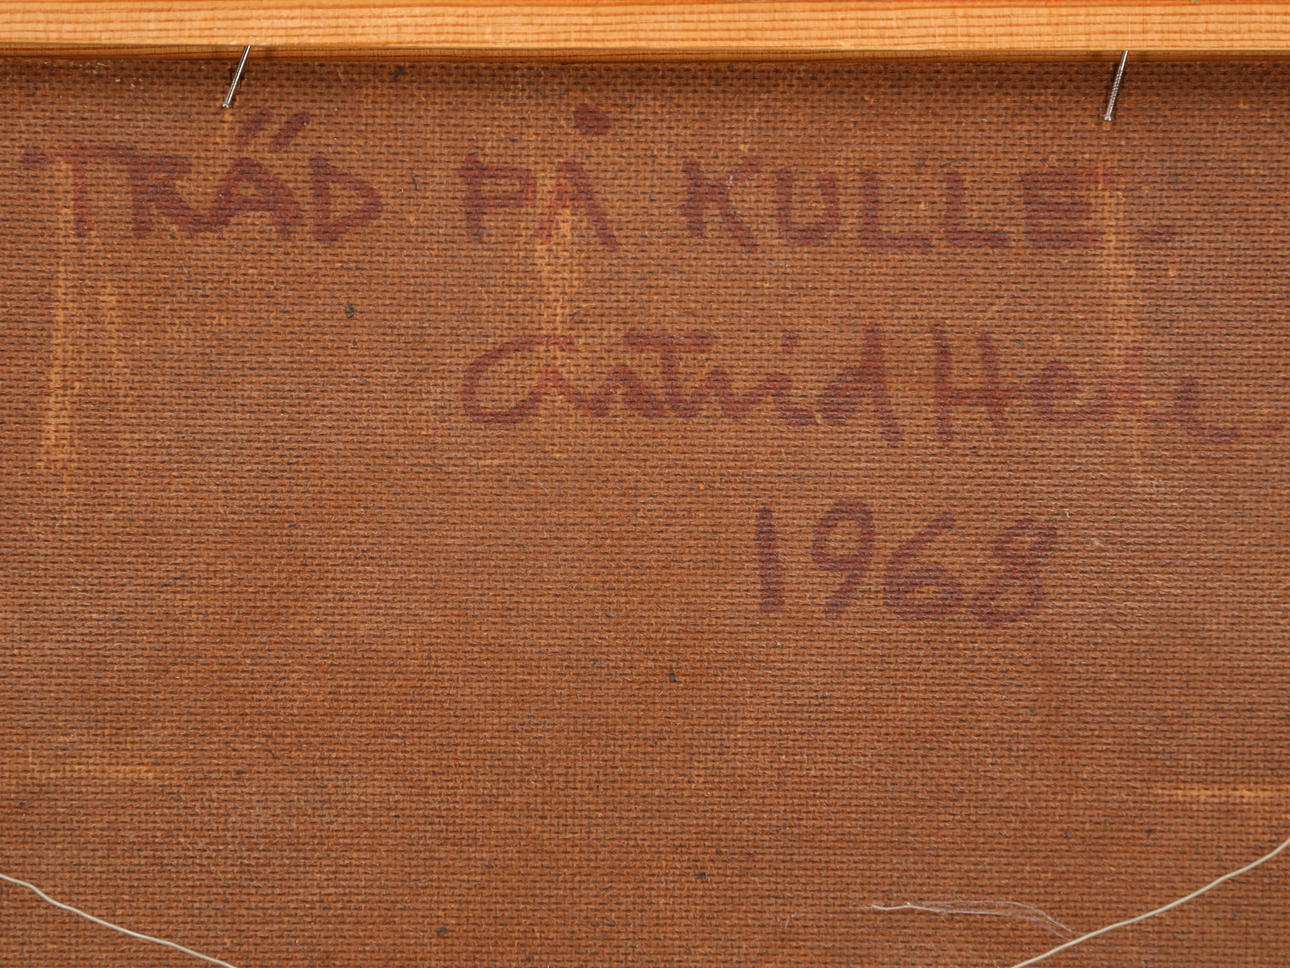 TRÄD PÅ KULLE.
Astrid
1968